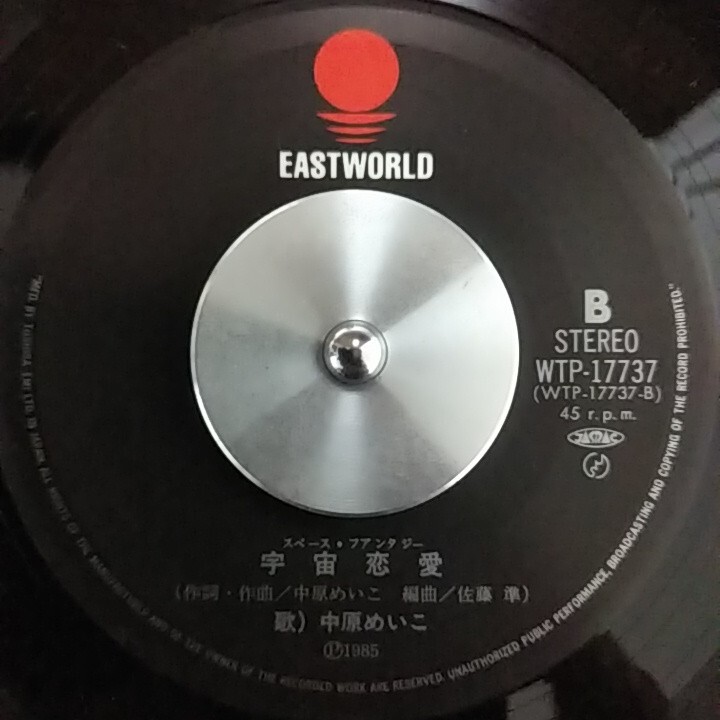 EASTWORLD
B
STEREO
WTP-17737
(WTP-17737-B)
45 r.p.m.
JASRAC
スペース・フアンタジー
宇宙恋愛
(作詞・作曲／中原めいこ 編曲／佐藤 準)
歌) 中原めいこ
Ⓟ1985
"MFD. BY TOSHIBA EMI LTD. IN JAPAN. ALL RIGHTS OF THE MANUFACTURER AND OF THE OWNER OF THE RECORDED WORK ARE RESERVED. UNAUTHORIZED PUBLIC PERFORMANCE, BROADCASTING AND COPYING OF THE RECORD PROHIBITED."